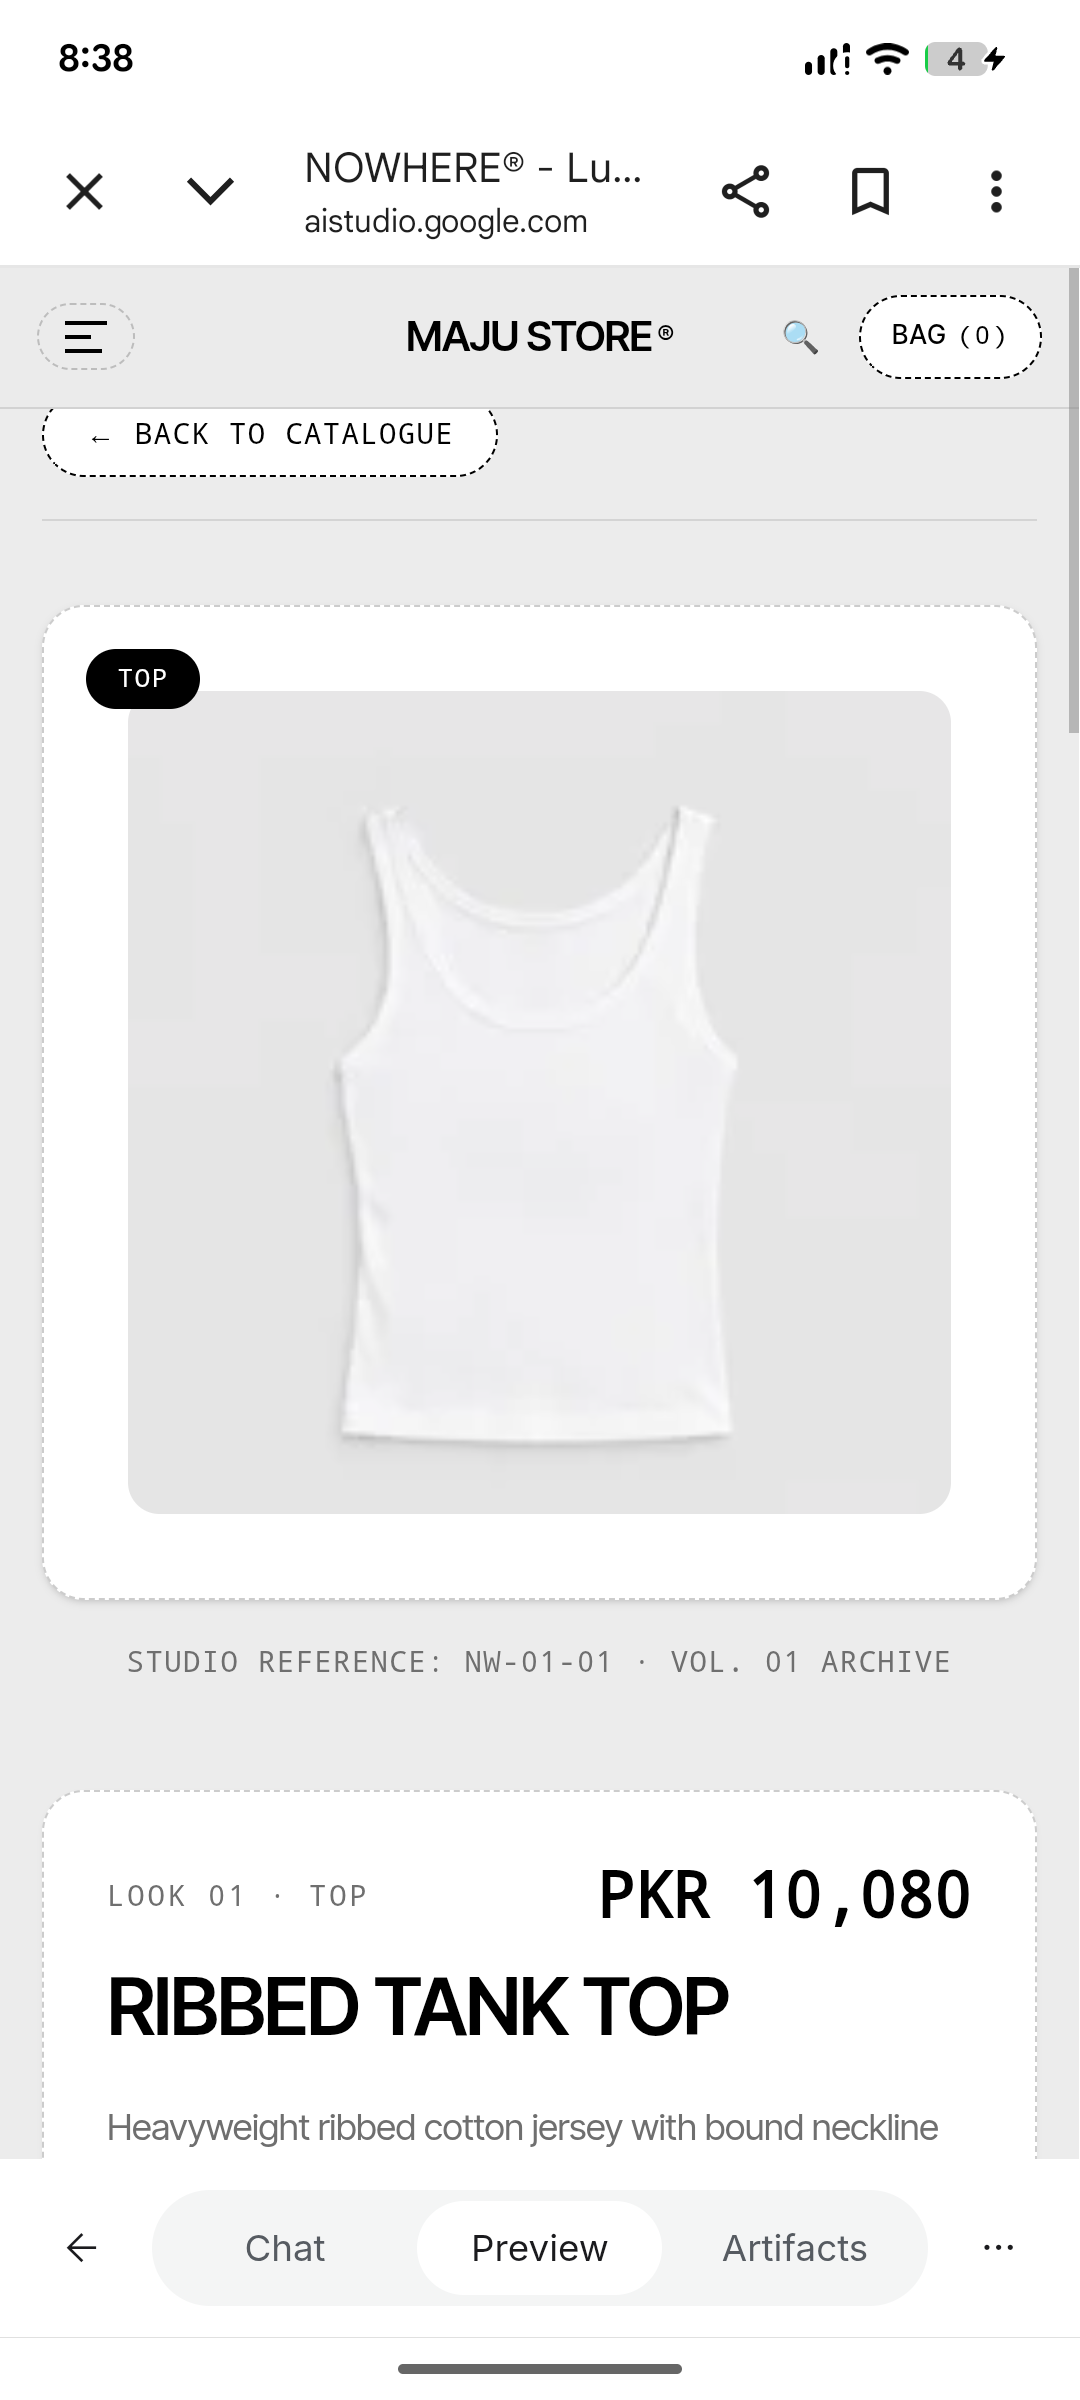 8:38
4
NOWHERE® - Lu...
aistudio.google.com
MAJU STORE®
BAG (0)
← BACK TO CATALOGUE
TOP
STUDIO REFERENCE: NW-01-01 · VOL. 01 ARCHIVE
LOOK 01 · TOP
PKR 10,080
RIBBED TANK TOP
Heavyweight ribbed cotton jersey with bound neckline
Chat
Preview
Artifacts